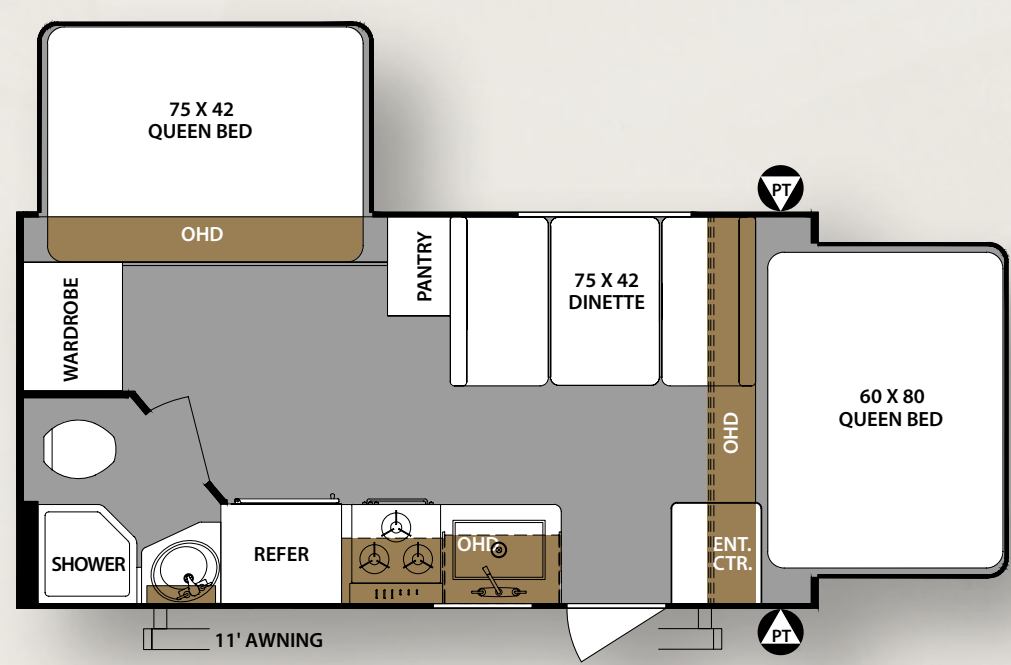 75 X 42
QUEEN BED
OHD
WARDROBE
PANTRY
75 X 42
DINETTE
PT
60 X 80
QUEEN BED
OHD
SHOWER
REFER
OHD
ENT.
CTR.
11' AWNING
PT